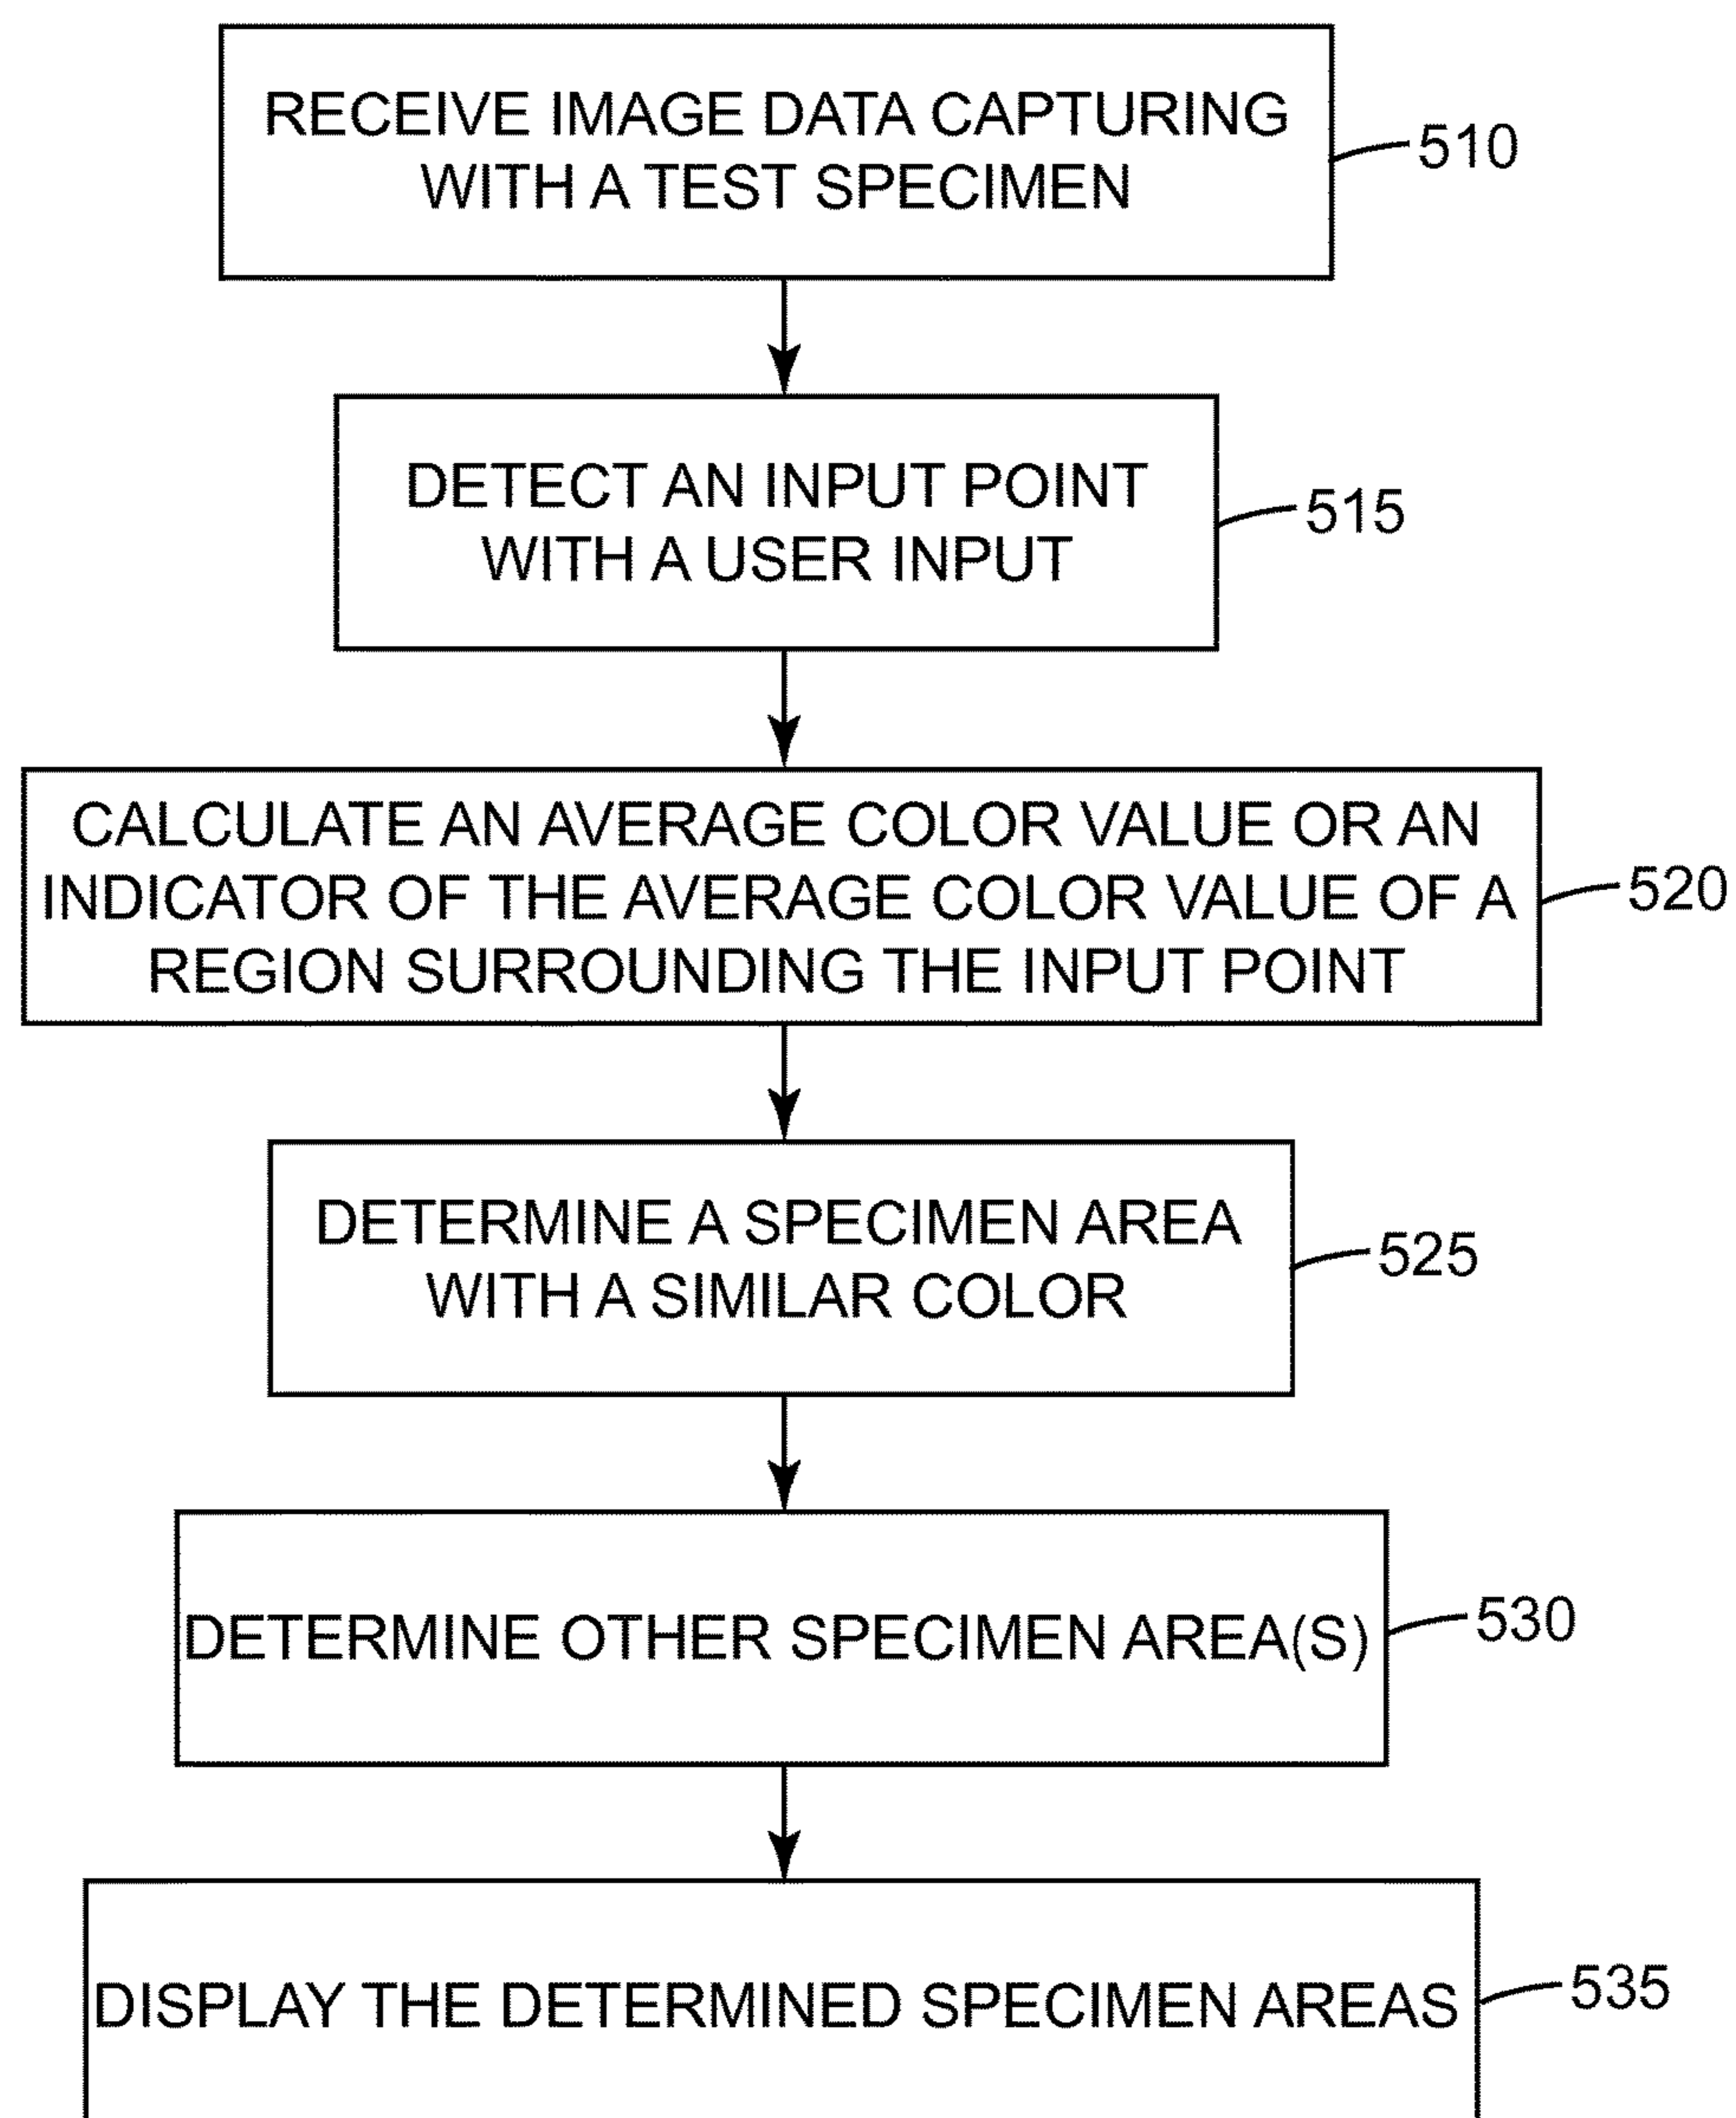 RECEIVE IMAGE DATA CAPTURING
WITH A TEST SPECIMEN
510
DETECT AN INPUT POINT
WITH A USER INPUT
515
CALCULATE AN AVERAGE COLOR VALUE OR AN
INDICATOR OF THE AVERAGE COLOR VALUE OF A
REGION SURROUNDING THE INPUT POINT
520
DETERMINE A SPECIMEN AREA
WITH A SIMILAR COLOR
525
DETERMINE OTHER SPECIMEN AREA(S)
530
DISPLAY THE DETERMINED SPECIMEN AREAS
535